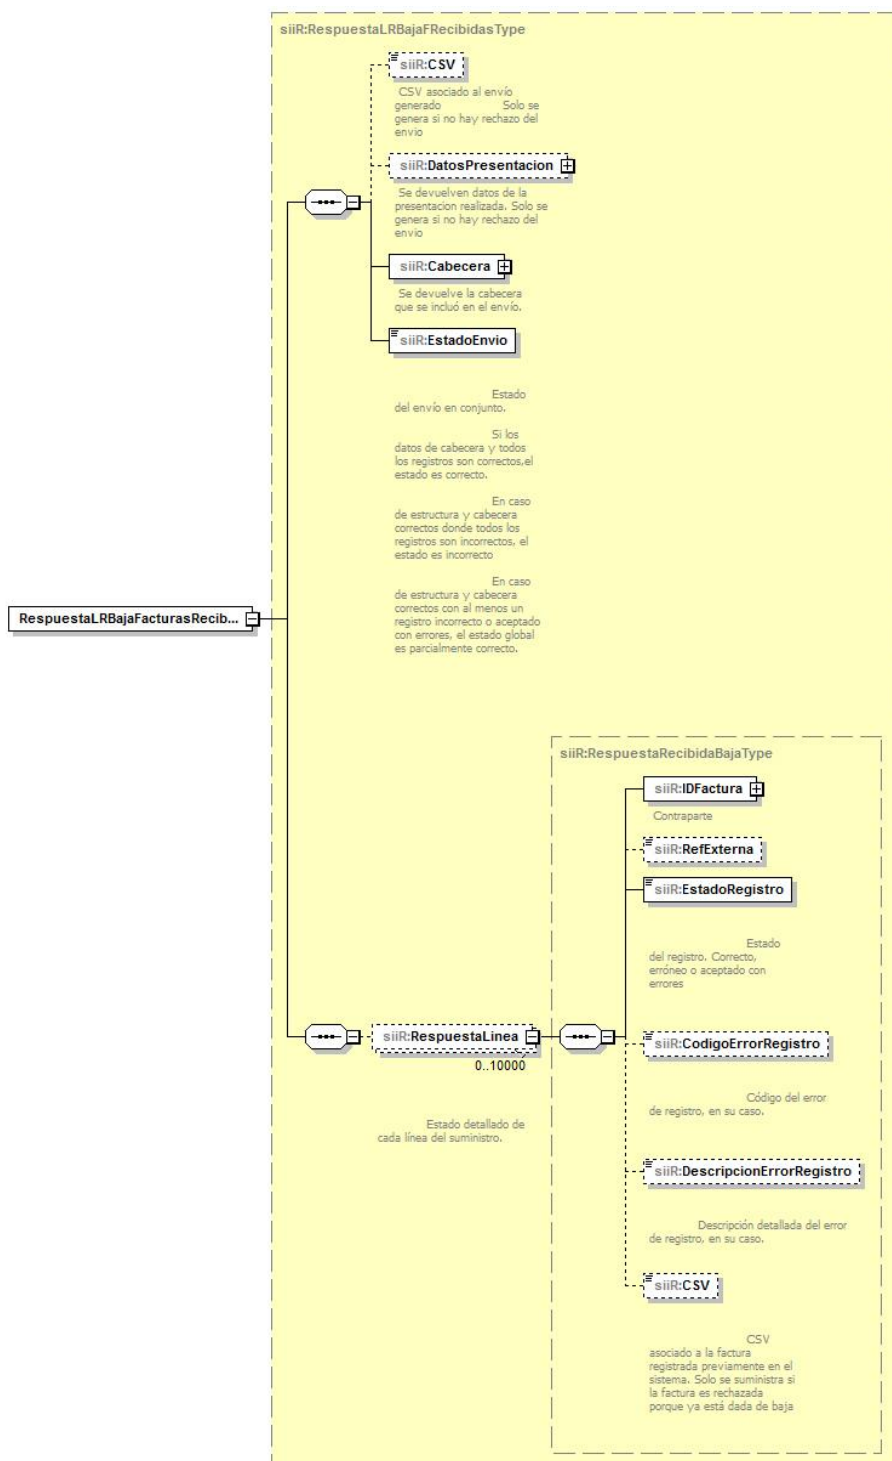 siiR:RespuestaLRBajaFRecibidasType
siiR:CSV
CSV asociado al envío
generado Solo se
genera si no hay rechazo del
envio
siiR:DatosPresentacion
Se devuelven datos de la
presentacion realizada. Solo se
genera si no hay rechazo del
envio
siiR:Cabecera
Se devuelve la cabecera
que se incluó en el envío.
siiR:EstadoEnvio
Estado
del envío en conjunto.
Si los
datos de cabecera y todos
los registros son correctos,el
estado es correcto.
En caso
de estructura y cabecera
correctos donde todos los
registros son incorrectos, el
estado es incorrecto
En caso
de estructura y cabecera
correctos con al menos un
registro incorrecto o aceptado
con errores, el estado global
es parcialmente correcto.
RespuestaLRBajaFacturasRecib...
siiR:RespuestaRecibidaBajaType
siiR:IDFactura
Contraparte
siiR:RefExterna
siiR:EstadoRegistro
Estado
del registro. Correcto,
erróneo o aceptado con
errores
siiR:RespuestaLinea
0..10000
Estado detallado de
cada línea del suministro.
siiR:CodigoErrorRegistro
Código del error
de registro, en su caso.
siiR:DescripcionErrorRegistro
Descripción detallada del error
de registro, en su caso.
siiR:CSV
CSV
asociado a la factura
registrada previamente en el
sistema. Solo se suministra si
la factura es rechazada
porque ya está dada de baja